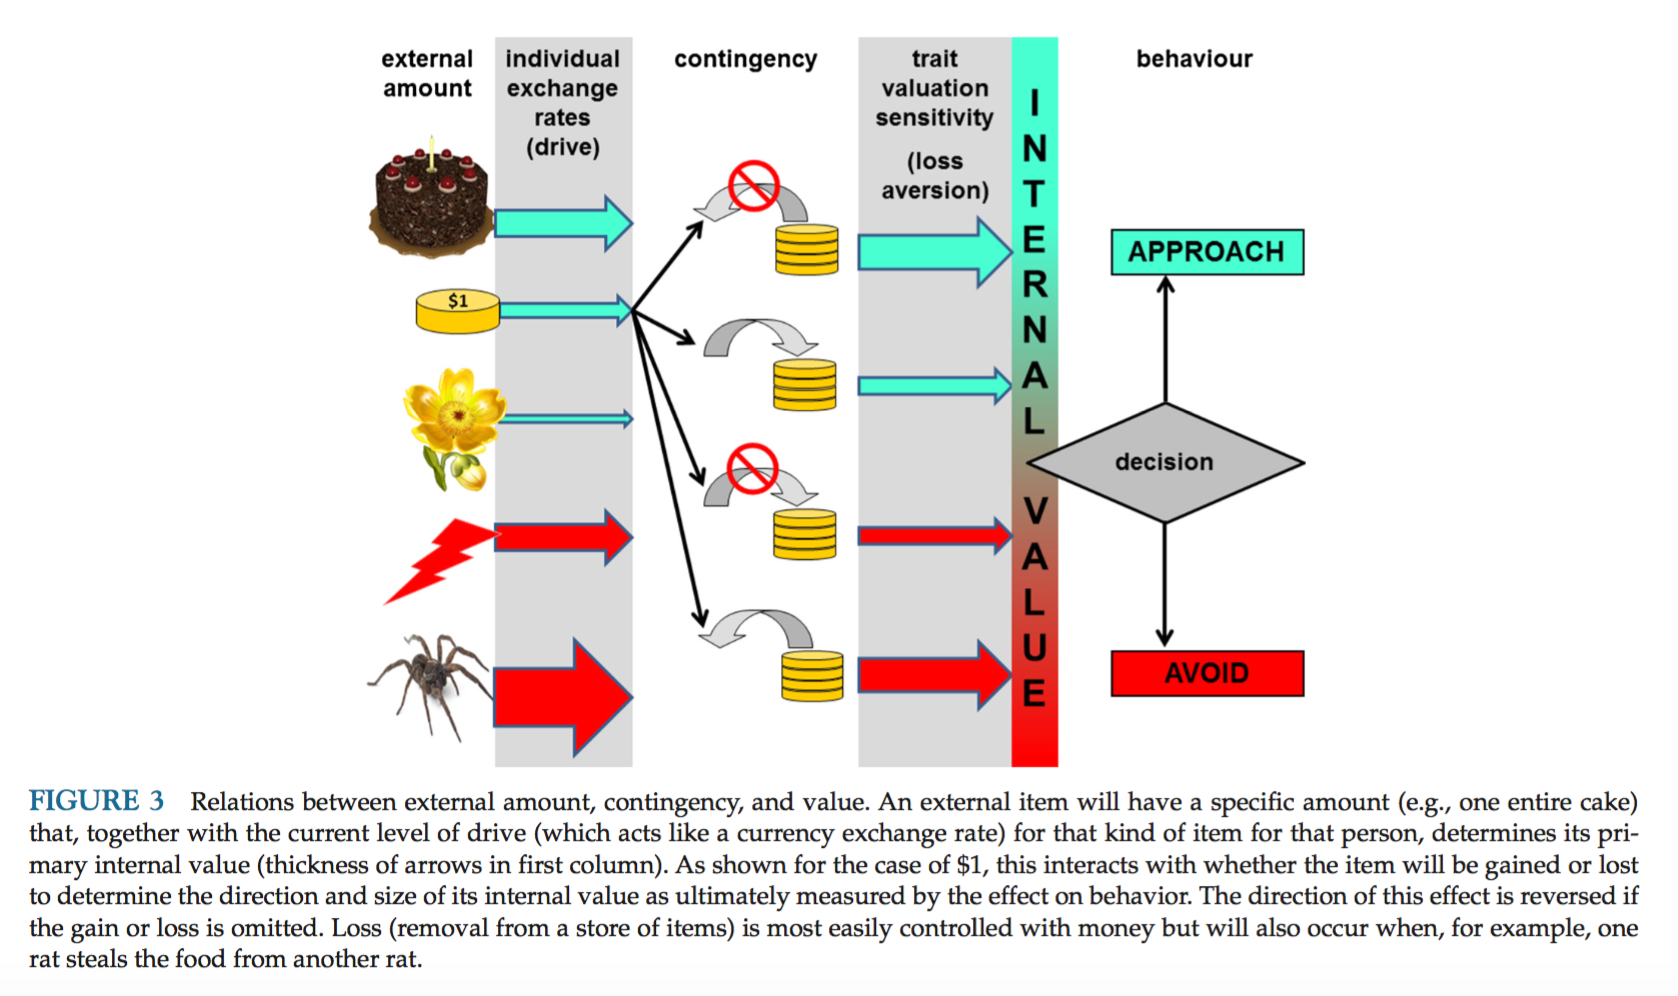 external
amount
individual
exchange
rates
(drive)
contingency
trait
valuation
sensitivity
(loss
aversion)
INTERNAL VALUE
behaviour
$1
APPROACH
decision
AVOID
FIGURE 3 Relations between external amount, contingency, and value. An external item will have a specific amount (e.g., one entire cake)
that, together with the current level of drive (which acts like a currency exchange rate) for that kind of item for that person, determines its pri-
mary internal value (thickness of arrows in first column). As shown for the case of $1, this interacts with whether the item will be gained or lost
to determine the direction and size of its internal value as ultimately measured by the effect on behavior. The direction of this effect is reversed if
the gain or loss is omitted. Loss (removal from a store of items) is most easily controlled with money but will also occur when, for example, one
rat steals the food from another rat.